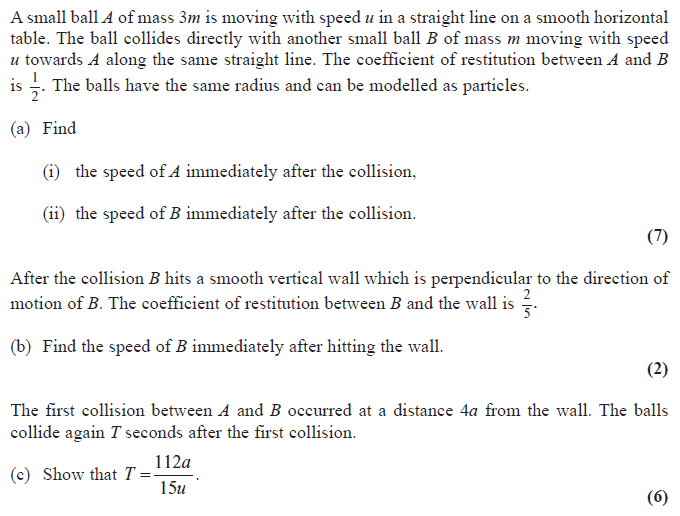 A small ball A of mass 3m is moving with speed u in a straight line on a smooth horizontal
table. The ball collides directly with another small ball B of mass m moving with speed
u towards A along the same straight line. The coefficient of restitution between A and B
is 1/2. The balls have the same radius and can be modelled as particles.
(a) Find
(i) the speed of A immediately after the collision,
(ii) the speed of B immediately after the collision.
(7)
After the collision B hits a smooth vertical wall which is perpendicular to the direction of
motion of B. The coefficient of restitution between B and the wall is 2/5.
(b) Find the speed of B immediately after hitting the wall.
(2)
The first collision between A and B occurred at a distance 4a from the wall. The balls
collide again T seconds after the first collision.
(c) Show that T = 112a/15u.
(6)